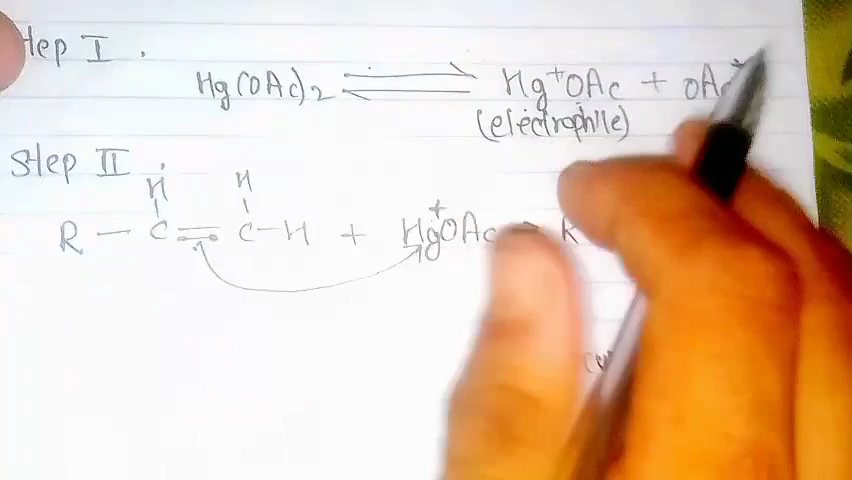 Step I .
Hg(OAc)2 ⇌ Hg+OAc + OAc
(electrophile)
Step II .
H H
R — C = C - H + Hg+OAc R